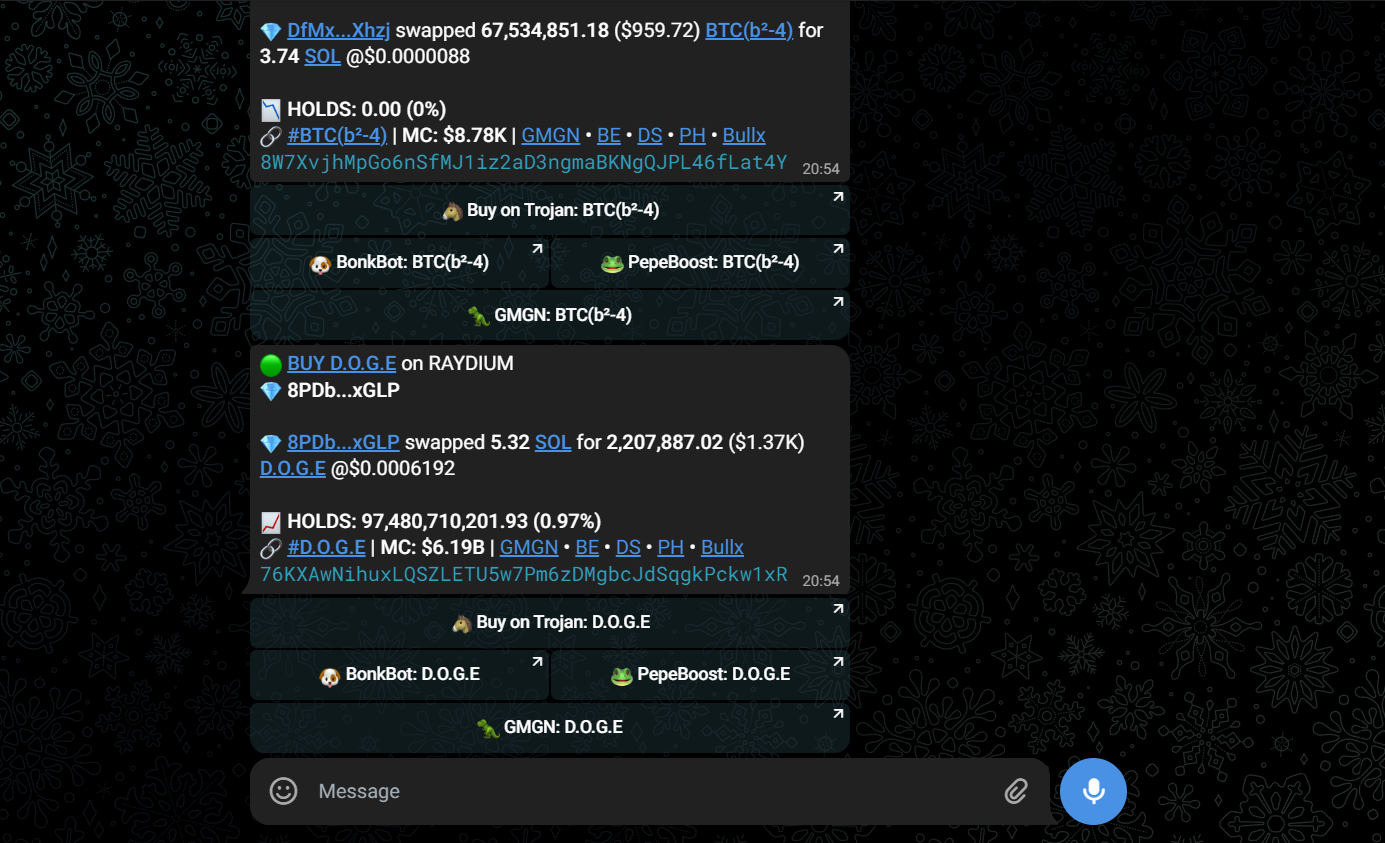 💎 DfMx...Xhzj swapped 67,534,851.18 ($959.72) BTC(b²-4) for
3.74 SOL @$0.0000088
📉 HOLDS: 0.00 (0%)
🔗 #BTC(b²-4) | MC: $8.78K | GMGN • BE • DS • PH • Bullx
8W7XvjhMpGo6nSfMJ1iz2aD3ngmaBKNgQJPL46fLat4Y 20:54
🐴 Buy on Trojan: BTC(b²-4)
🐶 BonkBot: BTC(b²-4)
🐸 PepeBoost: BTC(b²-4)
🦖 GMGN: BTC(b²-4)
🟢 BUY D.O.G.E on RAYDIUM
💎 8PDb...xGLP
💎 8PDb...xGLP swapped 5.32 SOL for 2,207,887.02 ($1.37K)
D.O.G.E @$0.0006192
📈 HOLDS: 97,480,710,201.93 (0.97%)
🔗 #D.O.G.E | MC: $6.19B | GMGN • BE • DS • PH • Bullx
76KXAwNihuxLQSZLETU5w7Pm6zDMgbcJdSqgkPckw1xR 20:54
🐴 Buy on Trojan: D.O.G.E
🐶 BonkBot: D.O.G.E
🐸 PepeBoost: D.O.G.E
🦖 GMGN: D.O.G.E
Message